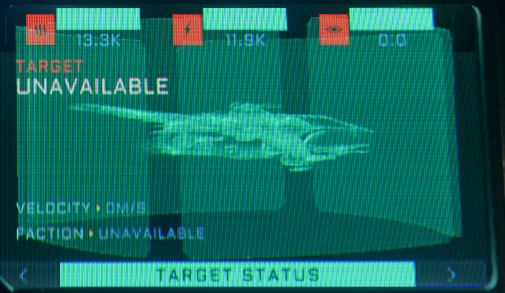 13.3K 11.9K 0.0
TARGET
UNAVAILABLE
VELOCITY 0M/S
FACTION UNAVAILABLE
< TARGET STATUS >